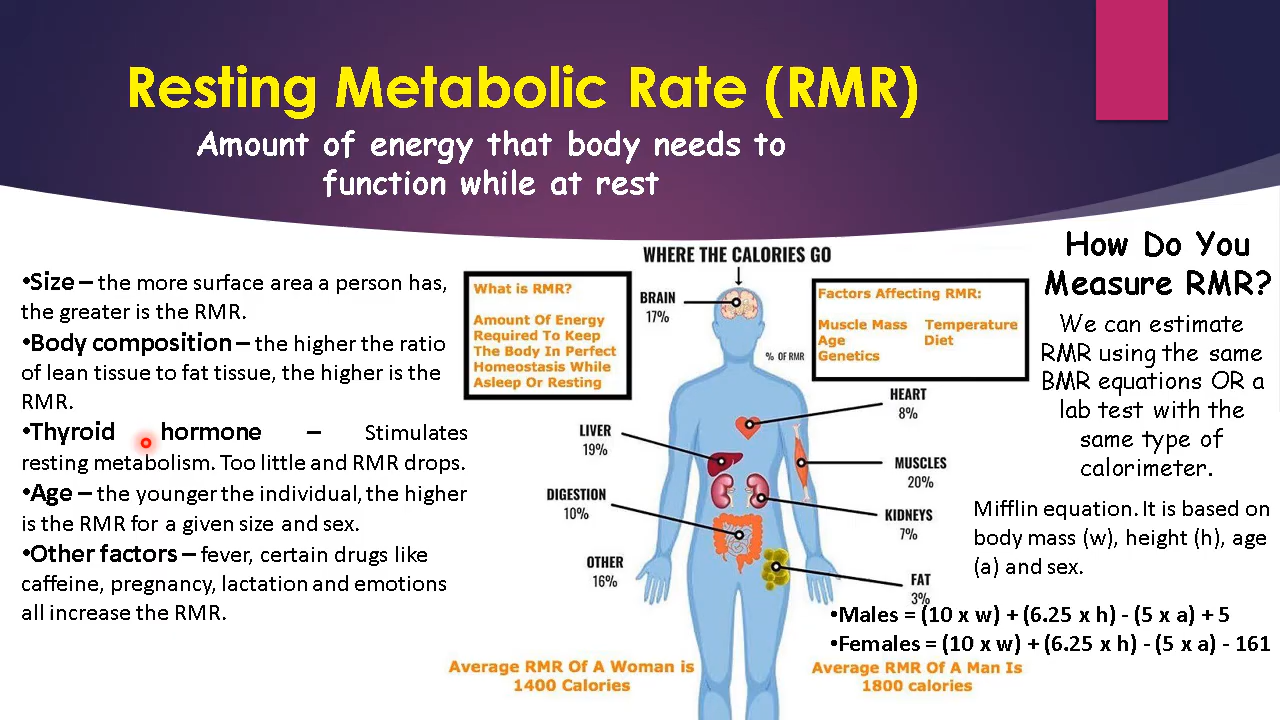 Resting Metabolic Rate (RMR)
Amount of energy that body needs to
function while at rest
•Size – the more surface area a person has,
the greater is the RMR.
•Body composition – the higher the ratio
of lean tissue to fat tissue, the higher is the
RMR.
•Thyroid hormone – Stimulates
resting metabolism. Too little and RMR drops.
•Age – the younger the individual, the higher
is the RMR for a given size and sex.
•Other factors – fever, certain drugs like
caffeine, pregnancy, lactation and emotions
all increase the RMR.
WHERE THE CALORIES GO
What is RMR?
Amount Of Energy
Required To Keep
The Body In Perfect
Homeostasis While
Asleep Or Resting
BRAIN
17%
% OF RMR
Factors Affecting RMR:
Muscle Mass Temperature
Age Diet
Genetics
HEART
8%
LIVER
19%
MUSCLES
20%
DIGESTION
10%
KIDNEYS
7%
OTHER
16%
FAT
3%
Average RMR Of A Woman is
1400 Calories
Average RMR Of A Man Is
1800 calories
How Do You
Measure RMR?
We can estimate
RMR using the same
BMR equations OR a
lab test with the
same type of
calorimeter.
Mifflin equation. It is based on
body mass (w), height (h), age
(a) and sex.
•Males = (10 x w) + (6.25 x h) - (5 x a) + 5
•Females = (10 x w) + (6.25 x h) - (5 x a) - 161